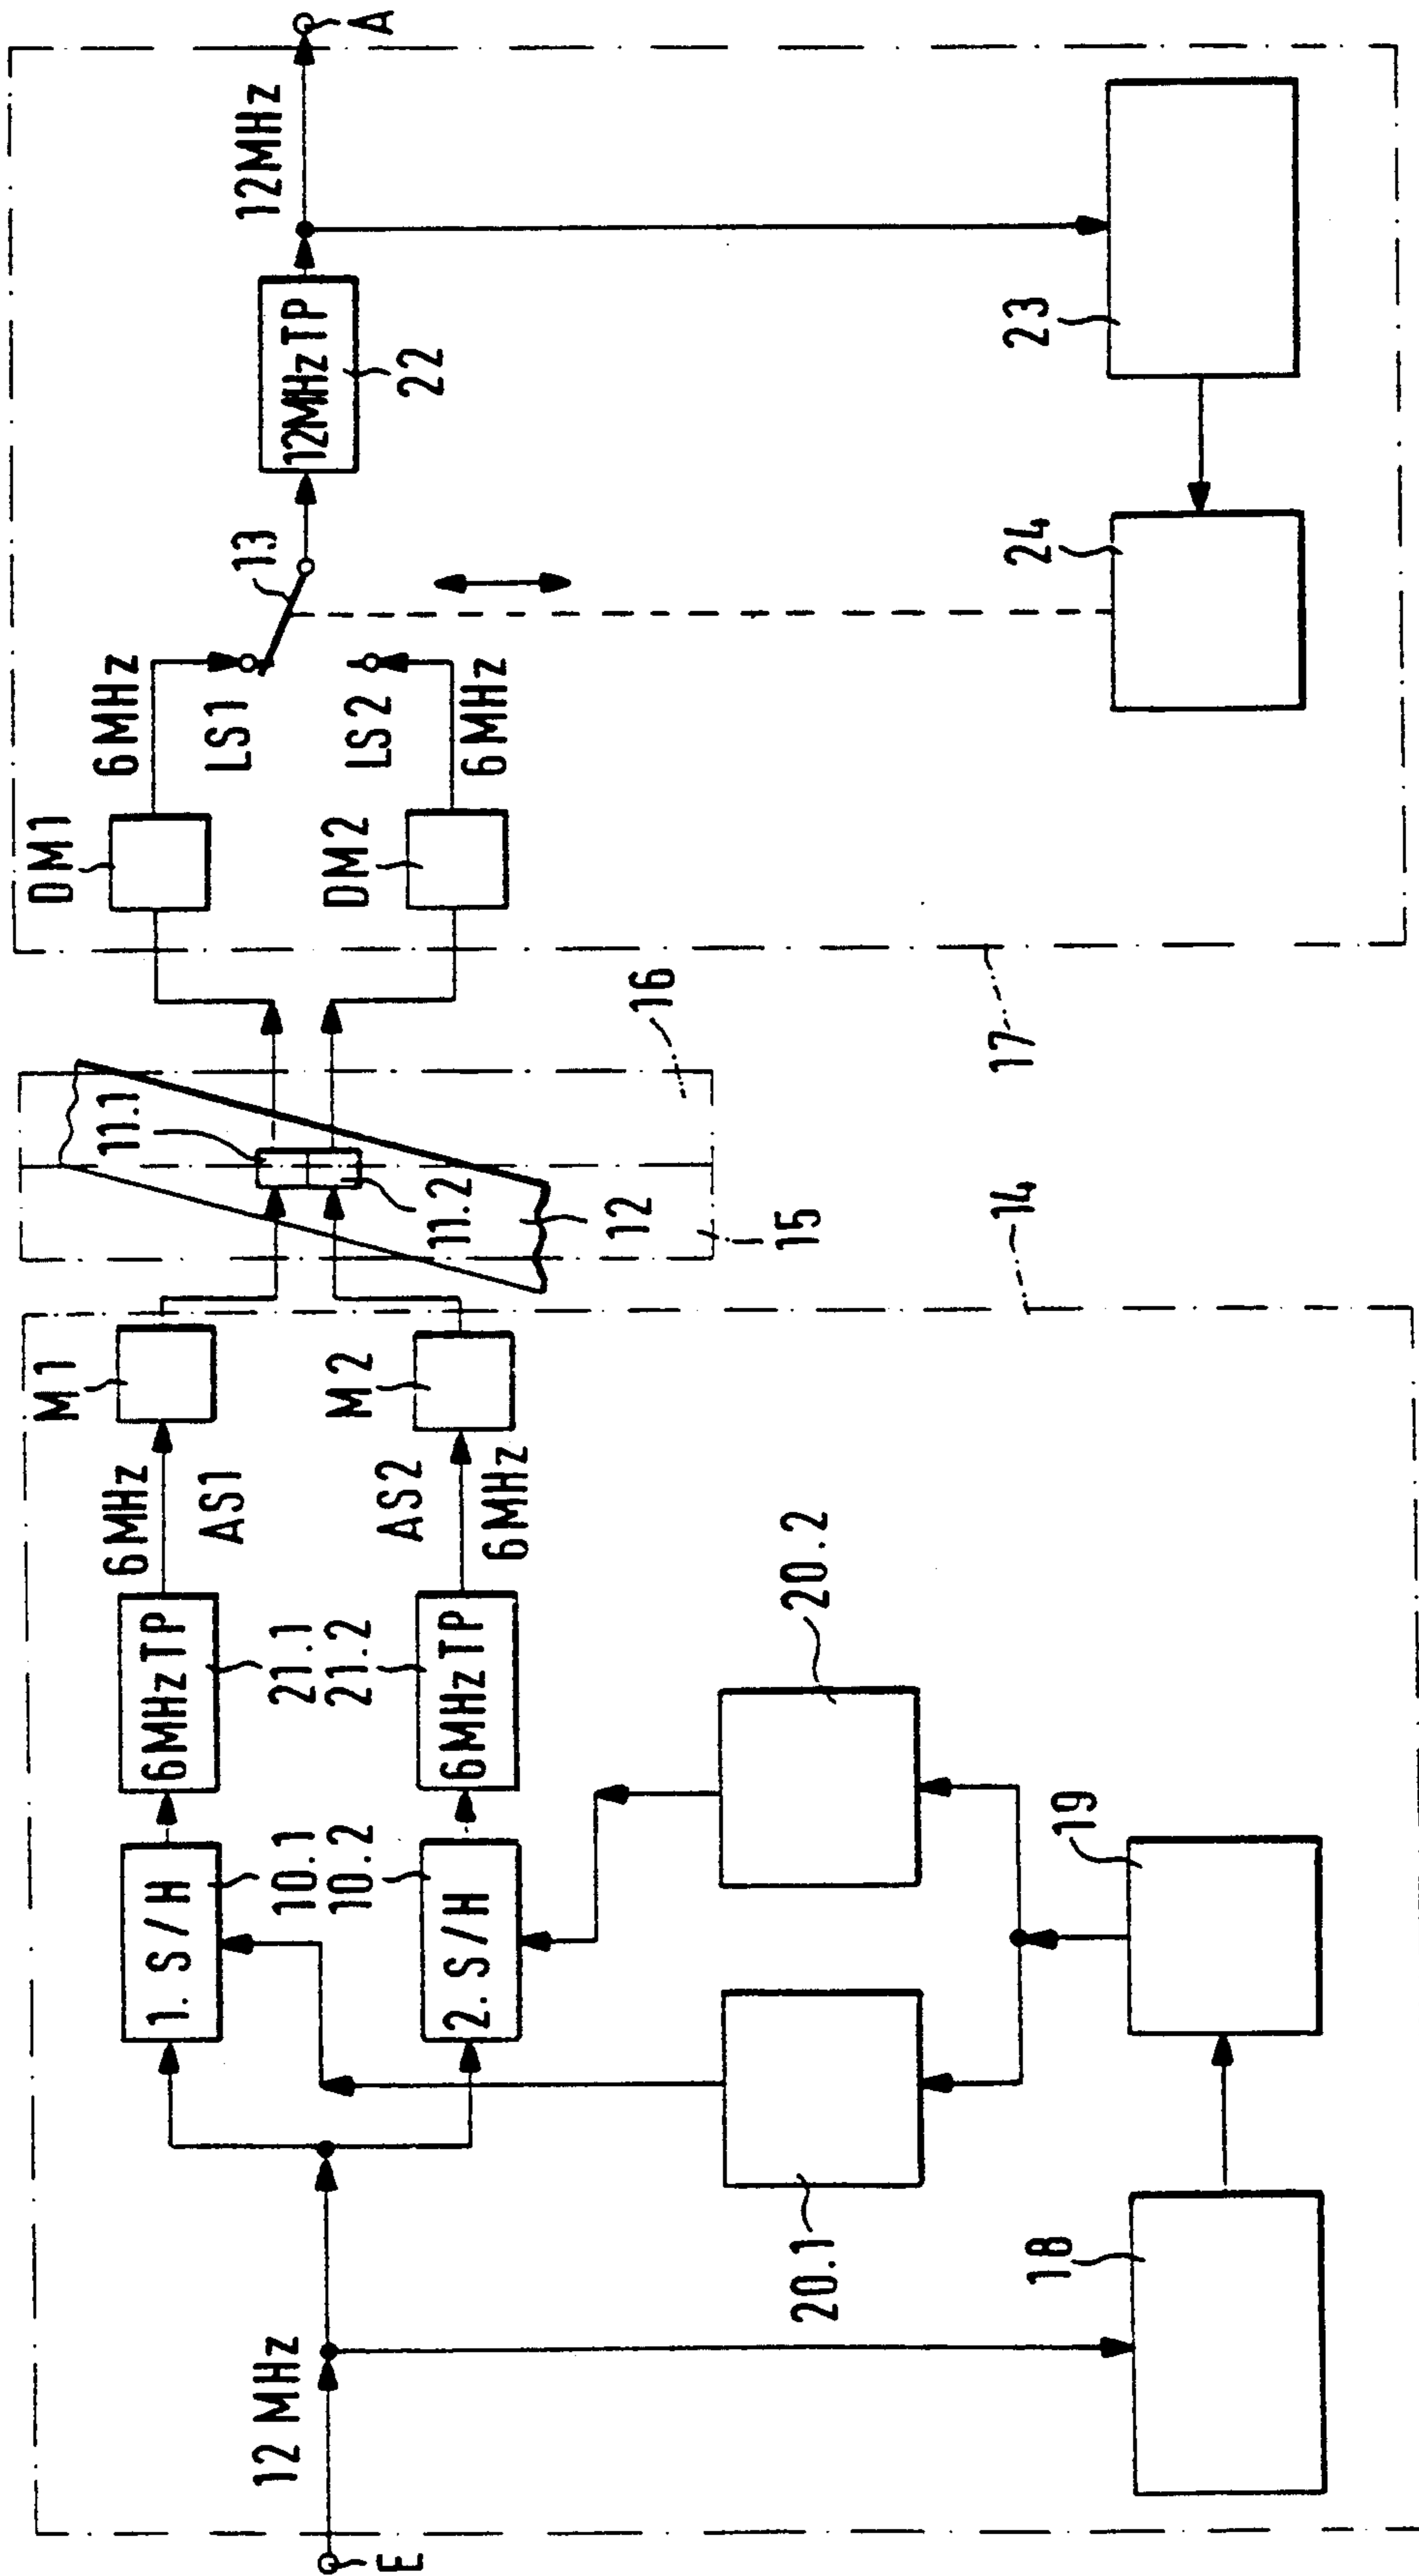 E
12 MHz
1. S/H
10.1
10.2
2. S/H
6MHz TP
21.1
21.2
6MHz TP
6MHz
AS1
AS2
6MHz
M1
M2
20.1
20.2
18
19
14
11.1
11.2
12
15
16
17
DM1
DM2
6MHz
LS1
LS2
6MHz
13
12MHz TP
22
12MHz
A
23
24